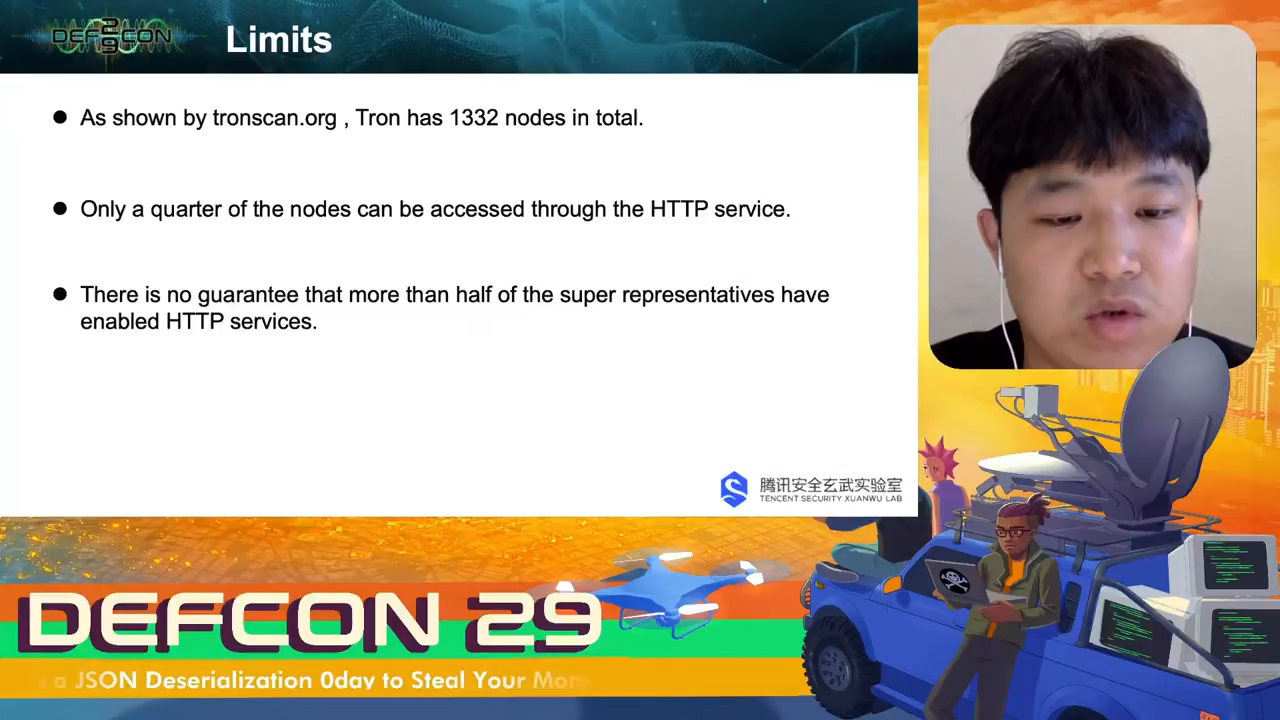 DEFCON
29
Limits
● As shown by tronscan.org , Tron has 1332 nodes in total.
● Only a quarter of the nodes can be accessed through the HTTP service.
● There is no guarantee that more than half of the super representatives have
enabled HTTP services.
腾讯安全玄武实验室
TENCENT SECURITY XUANWU LAB
DEFCON 29
a JSON Deserialization 0day to Steal Your Mon